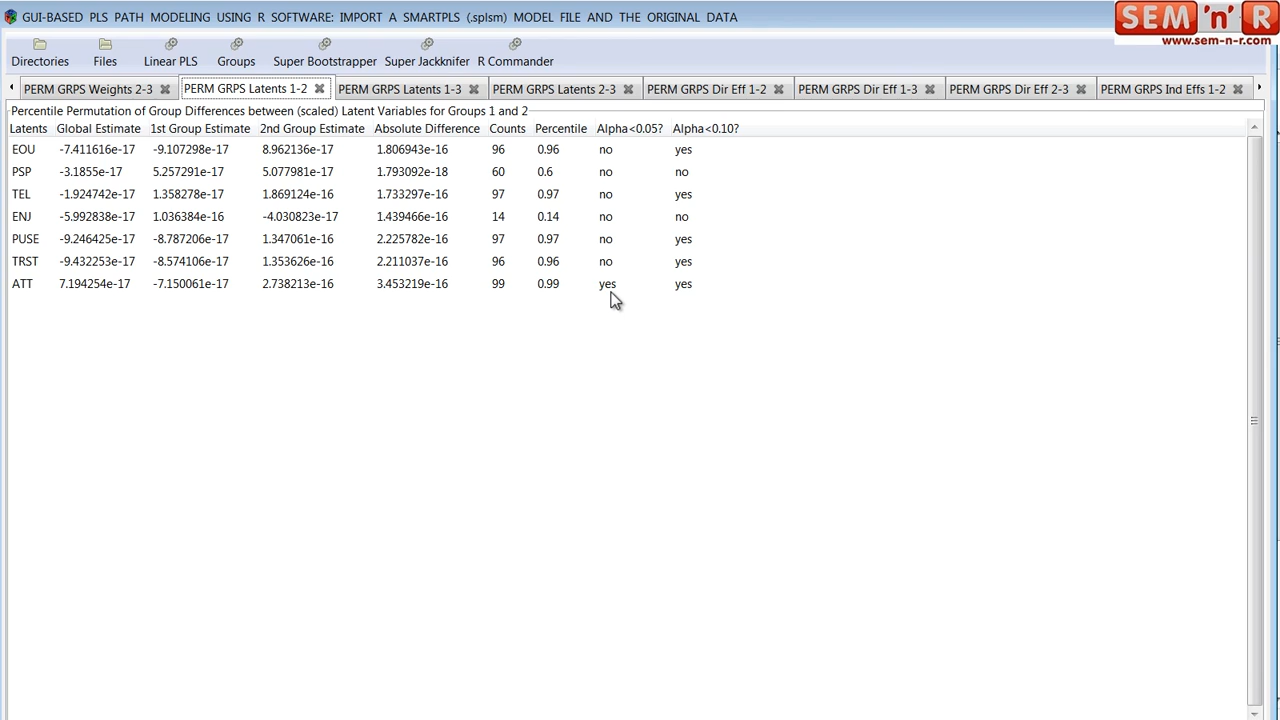 GUI-BASED PLS PATH MODELING USING R SOFTWARE: IMPORT A SMARTPLS (.splsm) MODEL FILE AND THE ORIGINAL DATA
SEM 'n' R
www.sem-n-r.com
Directories Files Linear PLS Groups Super Bootstrapper Super Jackknifer R Commander
PERM GRPS Weights 2-3 PERM GRPS Latents 1-2 PERM GRPS Latents 1-3 PERM GRPS Latents 2-3 PERM GRPS Dir Eff 1-2 PERM GRPS Dir Eff 1-3 PERM GRPS Dir Eff 2-3 PERM GRPS Ind Effs 1-2
Percentile Permutation of Group Differences between (scaled) Latent Variables for Groups 1 and 2
Latents Global Estimate 1st Group Estimate 2nd Group Estimate Absolute Difference Counts Percentile Alpha<0.05? Alpha<0.10?
EOU -7.411616e-17 -9.107298e-17 8.962136e-17 1.806943e-16 96 0.96 no yes
PSP -3.1855e-17 5.257291e-17 5.077981e-17 1.793092e-18 60 0.6 no no
TEL -1.924742e-17 1.358278e-17 1.869124e-16 1.733297e-16 97 0.97 no yes
ENJ -5.992838e-17 1.036384e-16 -4.030823e-17 1.439466e-16 14 0.14 no no
PUSE -9.246425e-17 -8.787206e-17 1.347061e-16 2.225782e-16 97 0.97 no yes
TRST -9.432253e-17 -8.574106e-17 1.353626e-16 2.211037e-16 96 0.96 no yes
ATT 7.194254e-17 -7.150061e-17 2.738213e-16 3.453219e-16 99 0.99 yes yes